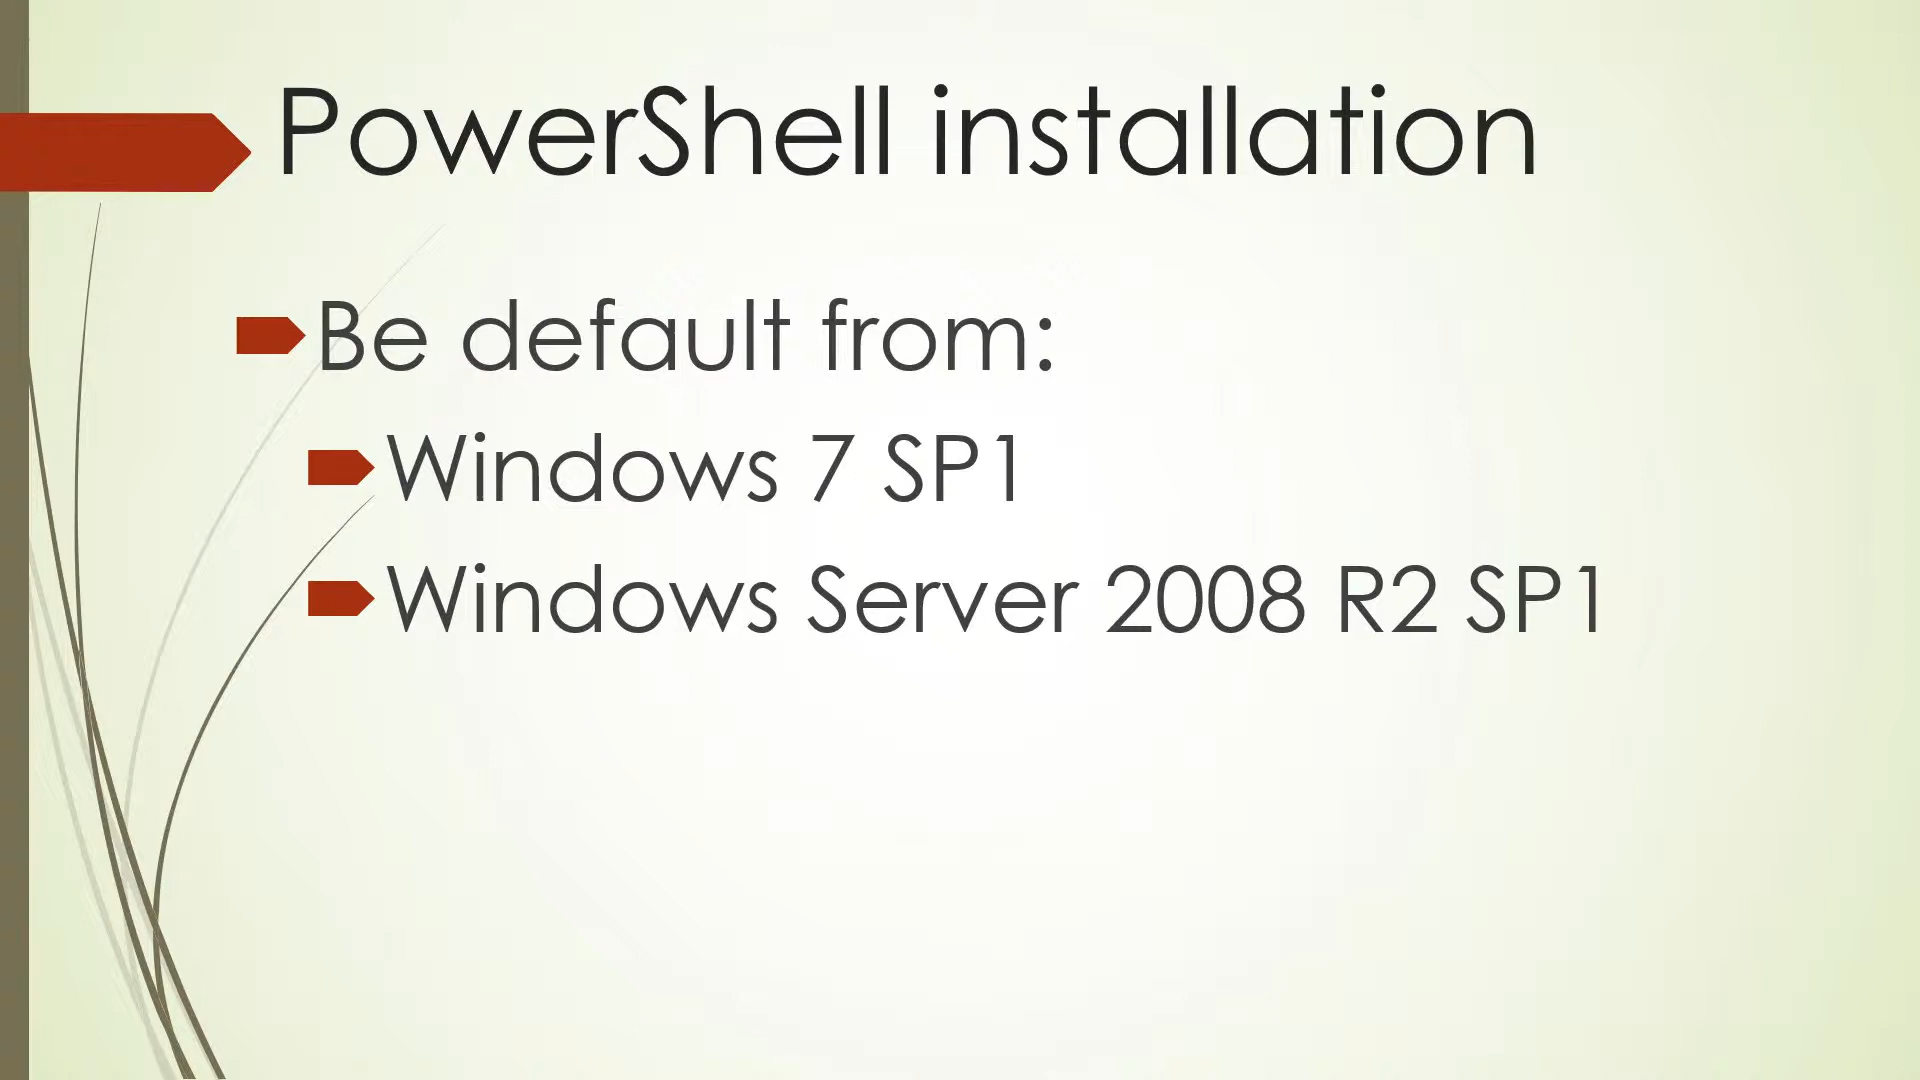 PowerShell installation
Be default from:
Windows 7 SP1
Windows Server 2008 R2 SP1